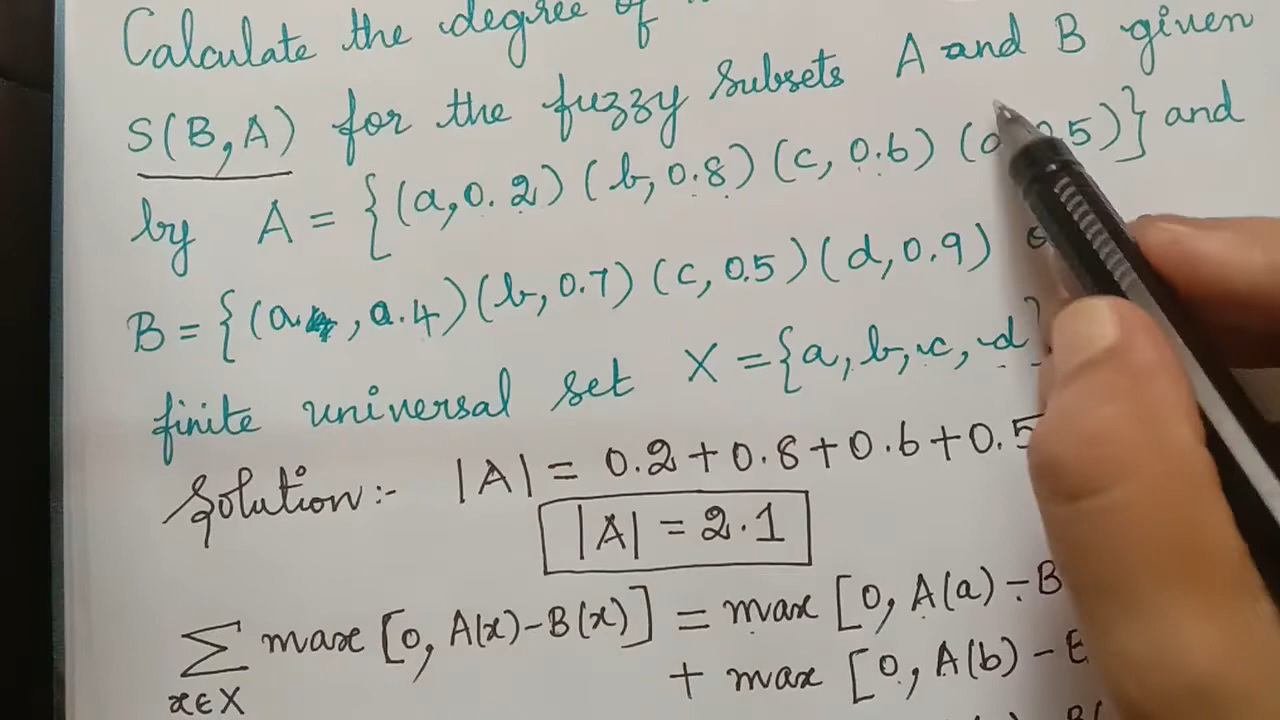 Calculate the degree of
S(B,A) for the fuzzy subsets A and B given
by A = {(a,0.2) (b,0.8) (c,0.6) (d 0.5)} and
B = {(a , 0.4) (b,0.7) (c,0.5) (d,0.9)
finite universal set X = {a, b, c, d}
Solution:- |A| = 0.2 + 0.8 + 0.6 + 0.5
|A| = 2.1
∑ max [0, A(x) - B(x)] = max [0, A(a) - B
x∈X + max [0, A(b) - B